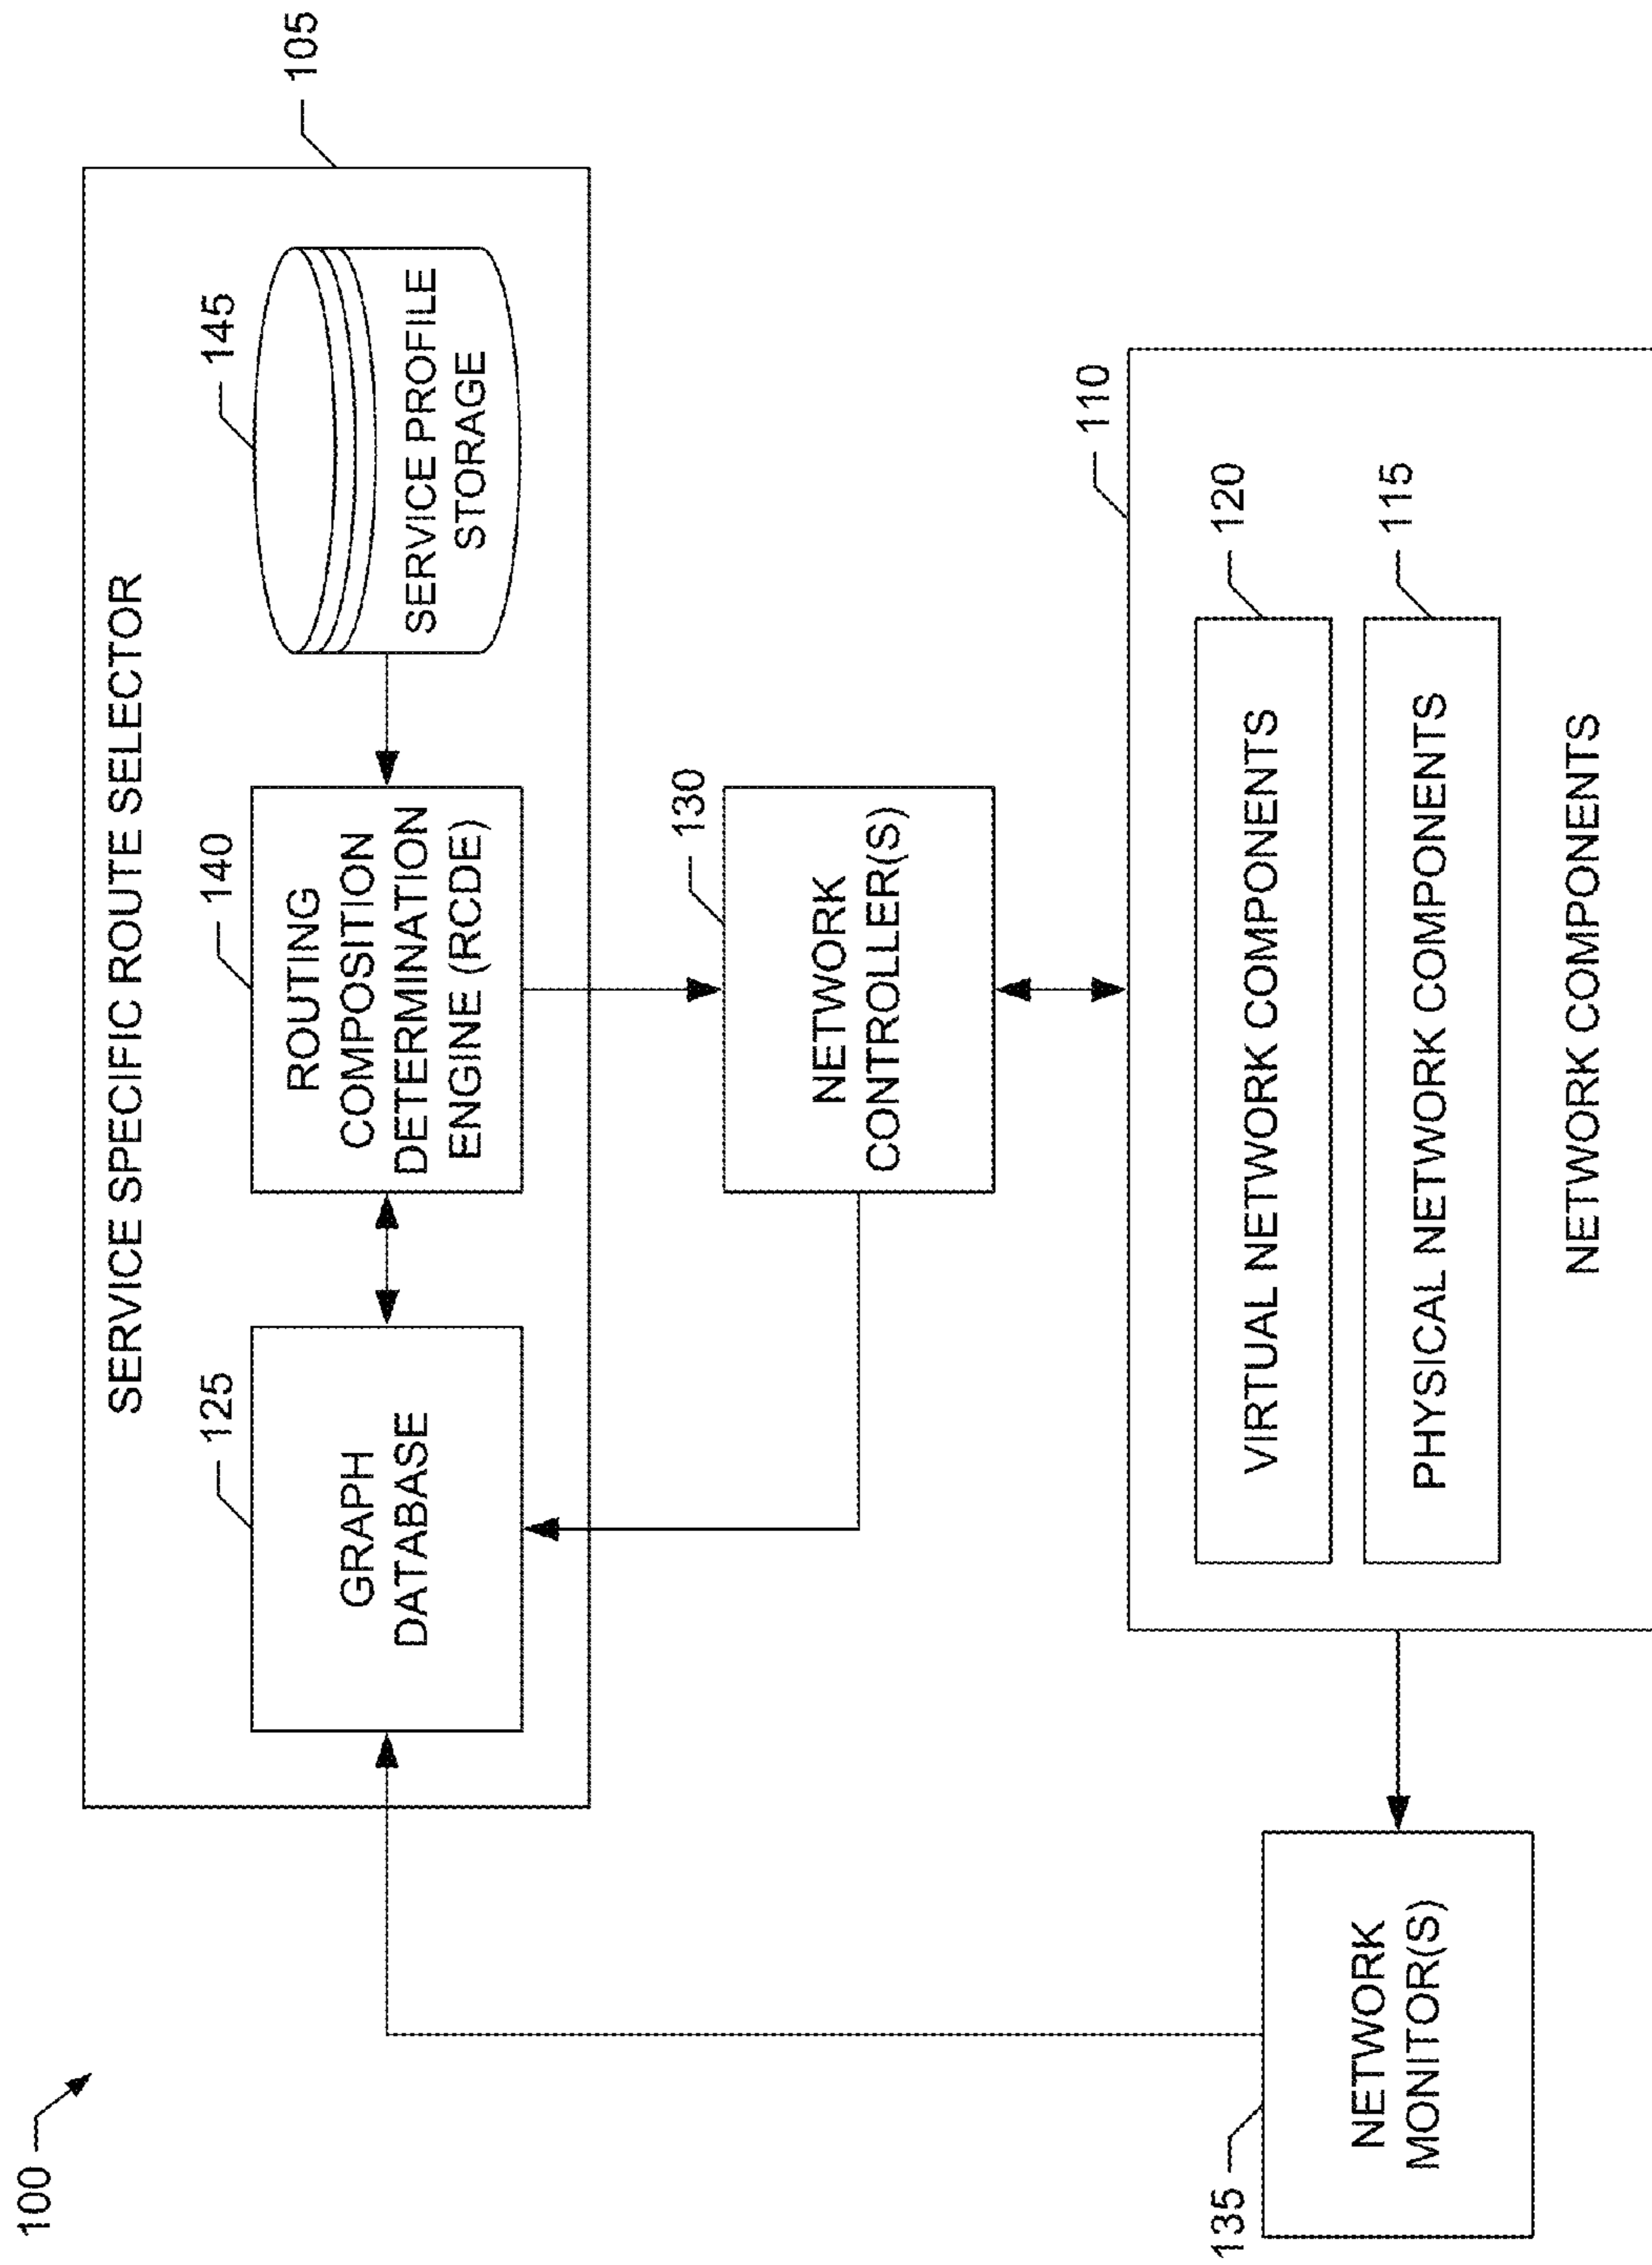 100
SERVICE SPECIFIC ROUTE SELECTOR
105
125
GRAPH
DATABASE
140
ROUTING
COMPOSITION
DETERMINATION
ENGINE (RCDE)
145
SERVICE PROFILE
STORAGE
130
NETWORK
CONTROLLER(S)
135
NETWORK
MONITOR(S)
110
120
VIRTUAL NETWORK COMPONENTS
115
PHYSICAL NETWORK COMPONENTS
NETWORK COMPONENTS